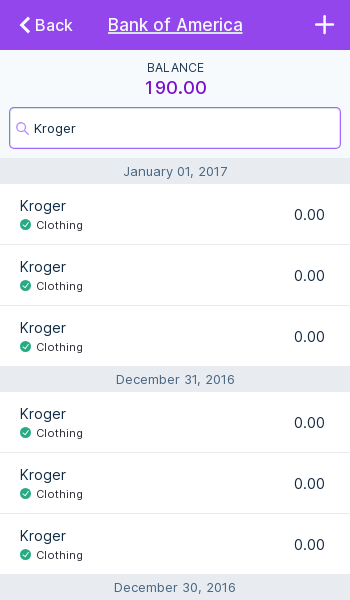 Back
Bank of America
BALANCE
190.00
Kroger
January 01, 2017
Kroger
0.00
Clothing
Kroger
0.00
Clothing
Kroger
0.00
Clothing
December 31, 2016
Kroger
0.00
Clothing
Kroger
0.00
Clothing
Kroger
0.00
Clothing
December 30, 2016